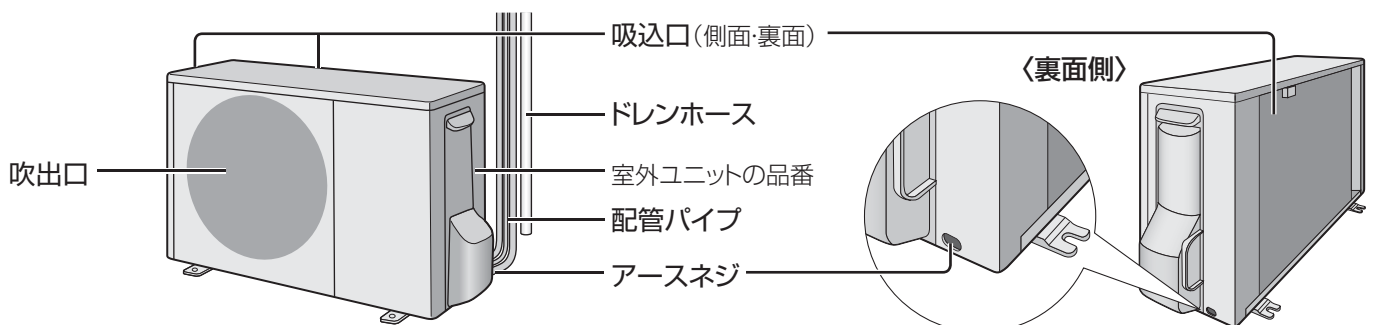 吸込口(側面・裏面)
〈裏面側〉
ドレンホース
吹出口
室外ユニットの品番
配管パイプ
アースネジ